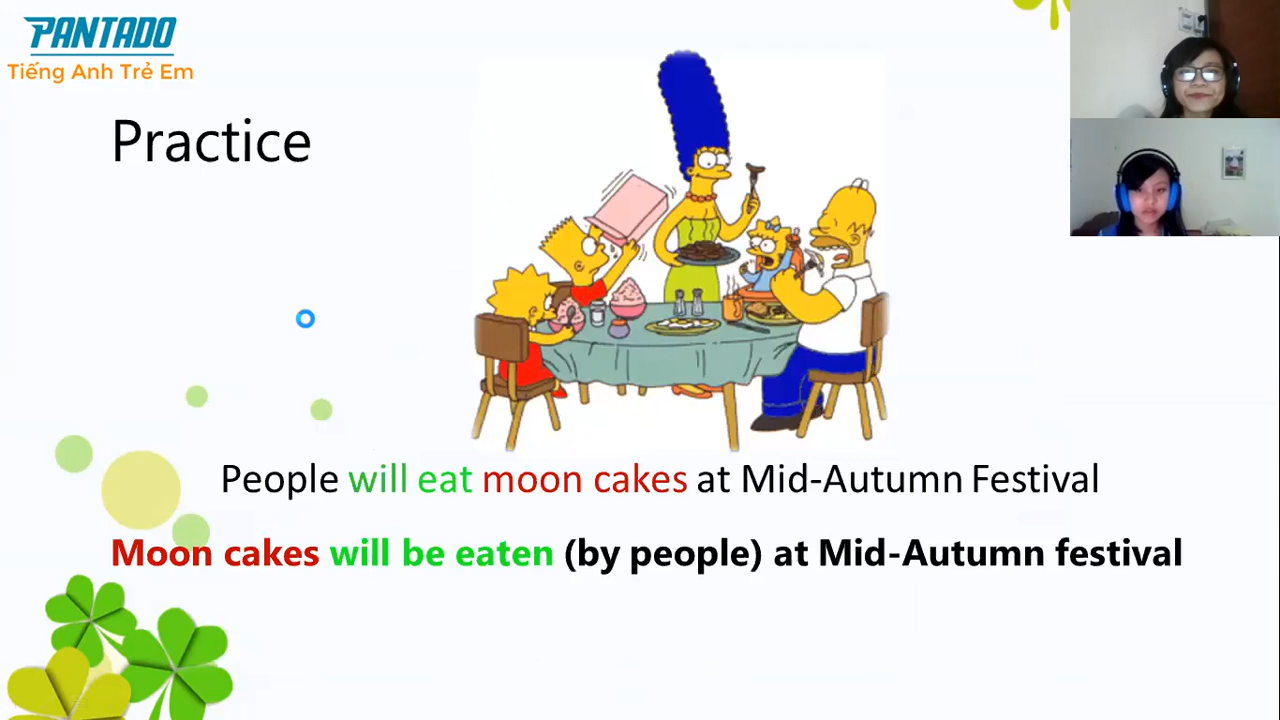 PANTADO
Tiếng Anh Trẻ Em
Practice
People will eat moon cakes at Mid-Autumn Festival
Moon cakes will be eaten (by people) at Mid-Autumn festival